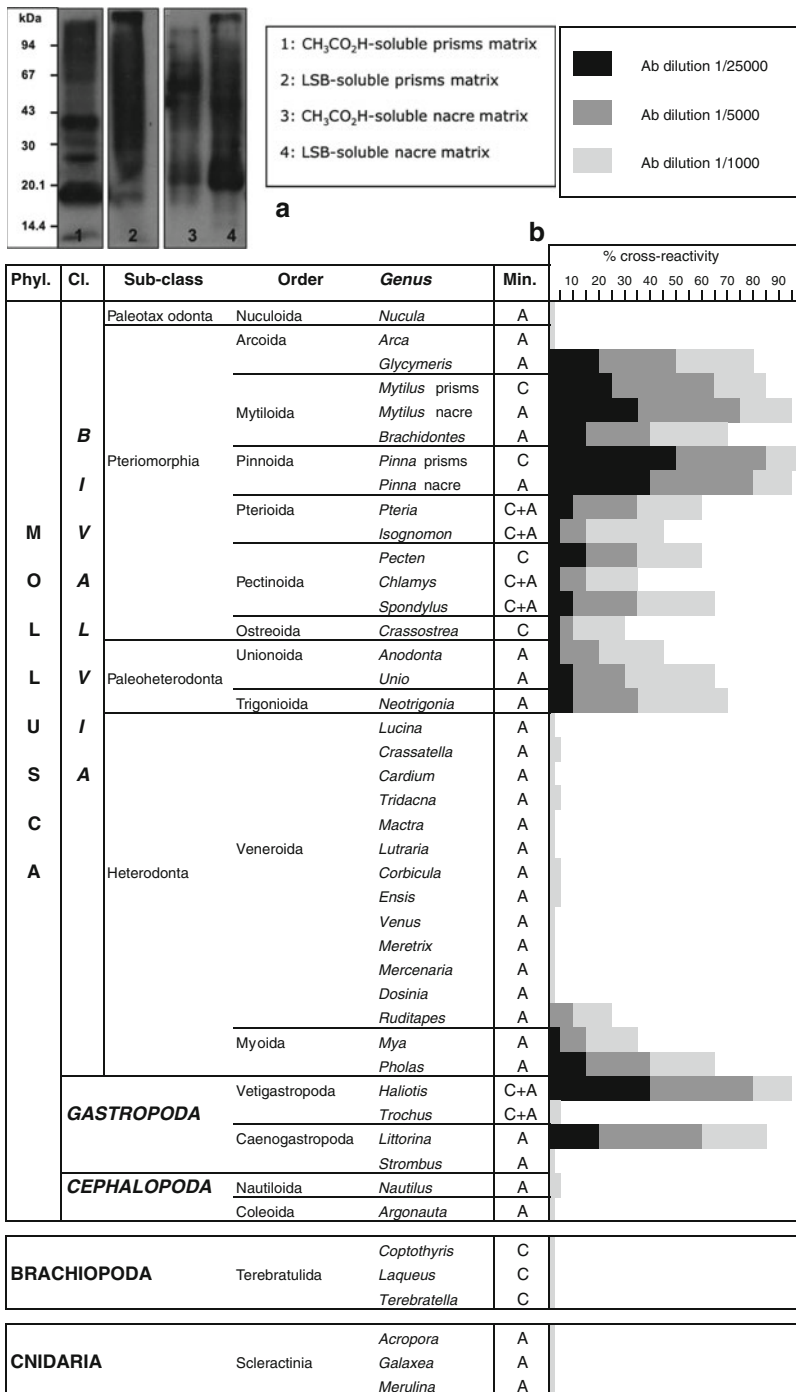 kDa
94
67
43
30
20.1
14.4
1
2
3
4
1: CH3CO2H-soluble prisms matrix
2: LSB-soluble prisms matrix
3: CH3CO2H-soluble nacre matrix
4: LSB-soluble nacre matrix
Ab dilution 1/25000
Ab dilution 1/5000
Ab dilution 1/1000
a
b
% cross-reactivity
10 20 30 40 50 60 70 80 90
Phyl. Cl. Sub-class Order Genus Min.
MOLLUSCA
BIVALVIA
Paleotax odonta Nuculoida Nucula A
Arcoida Arca A
Glycymeris A
Mytilus prisms C
Mytiloida Mytilus nacre A
Brachidontes A
Pteriomorphia Pinnoida Pinna prisms C
Pinna nacre A
Pterioida Pteria C+A
Isognomon C+A
Pecten C
Pectinoida Chlamys C+A
Spondylus C+A
Ostreoida Crassostrea C
Unionoida Anodonta A
Paleoheterodonta Unio A
Trigonioida Neotrigonia A
Lucina A
Crassatella A
Cardium A
Tridacna A
Mactra A
Veneroida Lutraria A
Heterodonta Corbicula A
Ensis A
Venus A
Meretrix A
Mercenaria A
Dosinia A
Ruditapes A
Myoida Mya A
Pholas A
Vetigastropoda Haliotis C+A
GASTROPODA Trochus C+A
Caenogastropoda Littorina A
Strombus A
CEPHALOPODA Nautiloida Nautilus A
Coleoida Argonauta A
Coptothyris C
BRACHIOPODA Terebratulida Laqueus C
Terebratella C
Acropora A
CNIDARIA Scleractinia Galaxea A
Merulina A